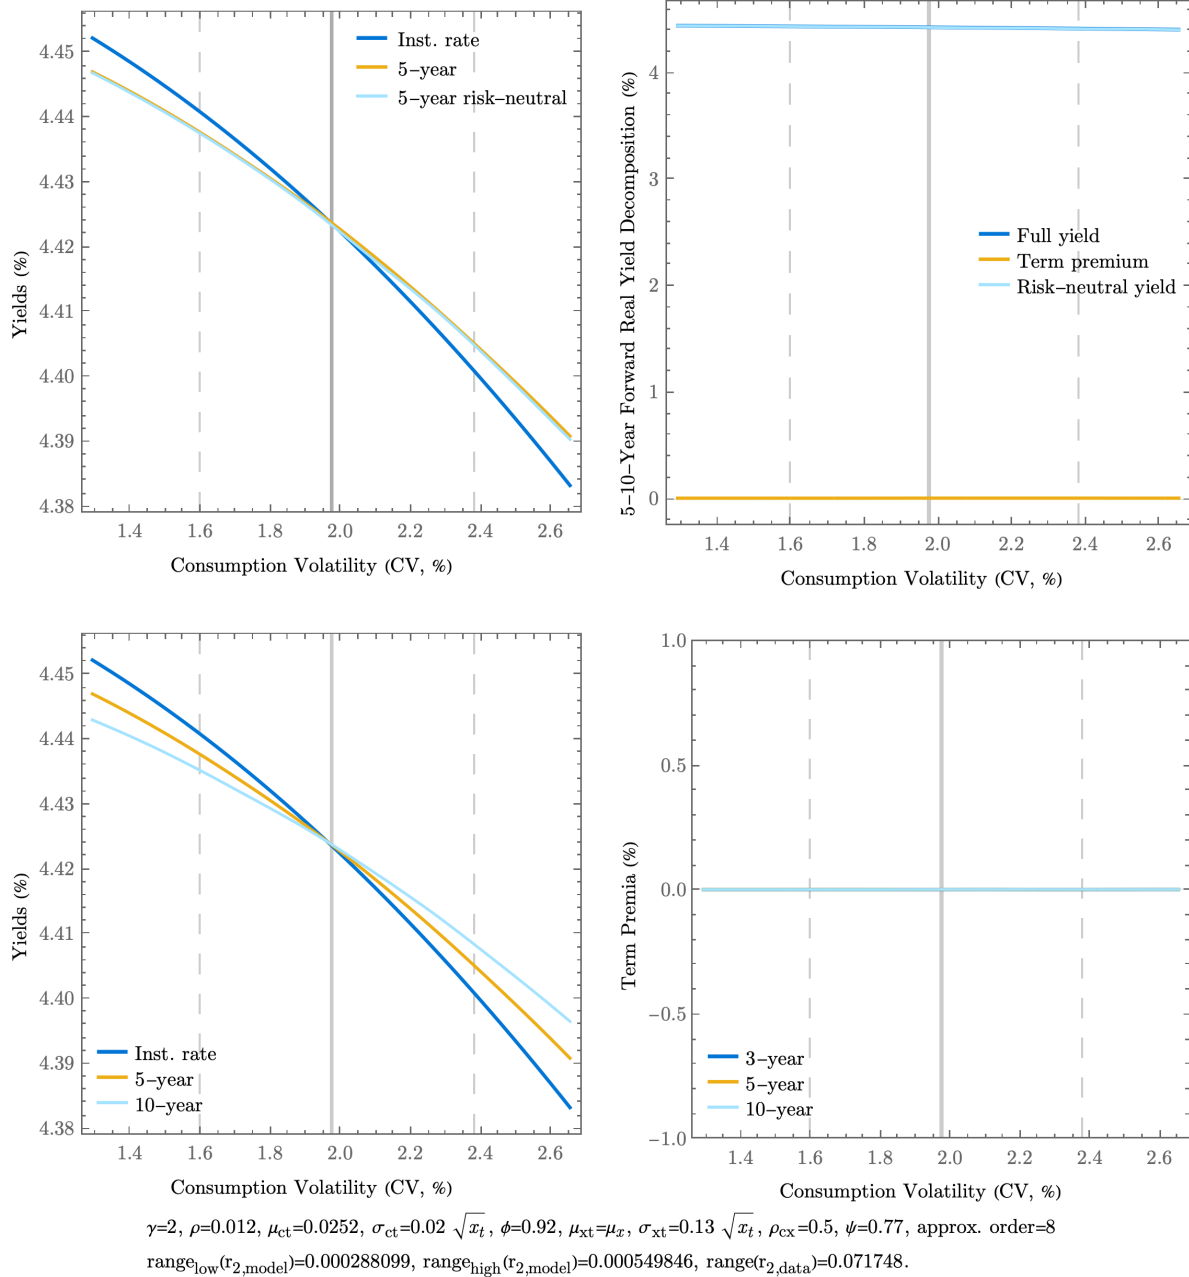 4.45
4.44
4.43
4.42
4.41
4.40
4.39
4.38
Yields (%)
Inst. rate
5–year
5–year risk–neutral
1.4 1.6 1.8 2.0 2.2 2.4 2.6
Consumption Volatility (CV, %)
5–10–Year Forward Real Yield Decomposition (%)
4
3
2
1
0
Full yield
Term premium
Risk–neutral yield
1.4 1.6 1.8 2.0 2.2 2.4 2.6
Consumption Volatility (CV, %)
4.45
4.44
4.43
4.42
4.41
4.40
4.39
4.38
Yields (%)
Inst. rate
5–year
10–year
1.4 1.6 1.8 2.0 2.2 2.4 2.6
Consumption Volatility (CV, %)
Term Premia (%)
1.0
0.5
0.0
−0.5
−1.0
3–year
5–year
10–year
1.4 1.6 1.8 2.0 2.2 2.4 2.6
Consumption Volatility (CV, %)
γ=2, ρ=0.012, μct=0.0252, σct=0.02 √xt, ϕ=0.92, μxt=μx, σxt=0.13 √xt, ρcx=0.5, ψ=0.77, approx. order=8
rangelow(r2,model)=0.000288099, rangehigh(r2,model)=0.000549846, range(r2,data)=0.071748.